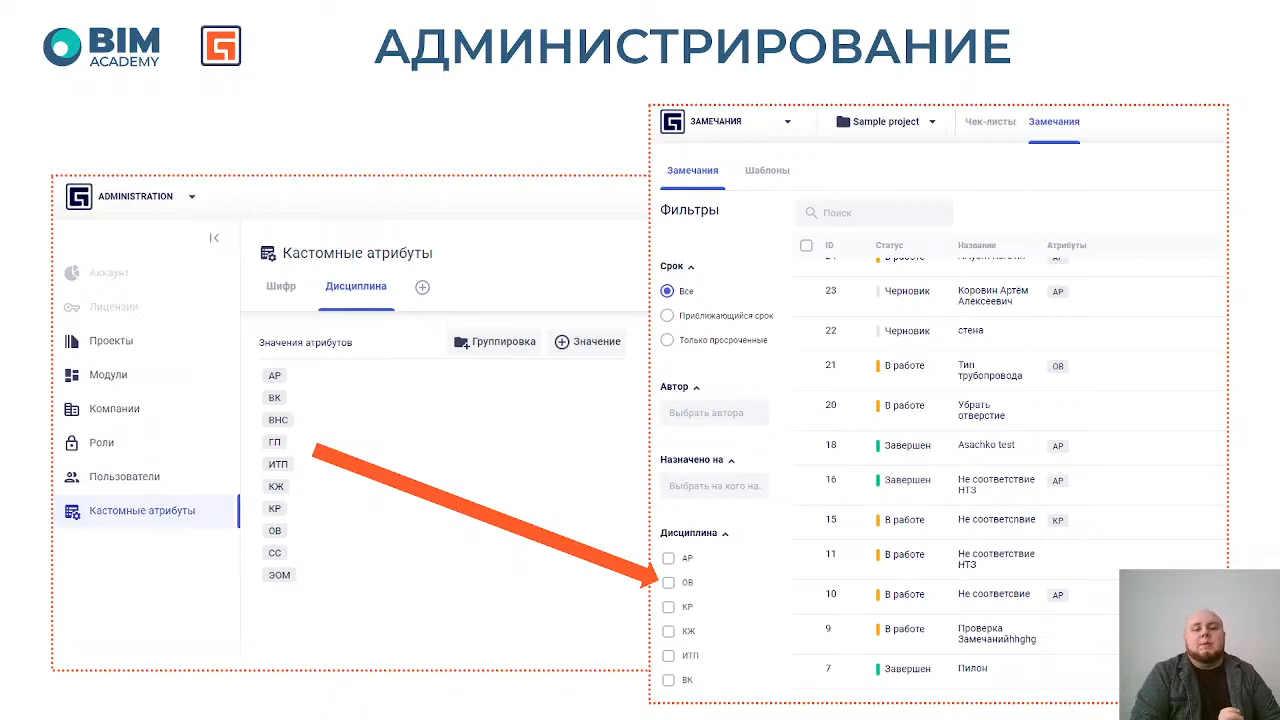 BIM
ACADEMY
АДМИНИСТРИРОВАНИЕ
ADMINISTRATION
Аккаунт
Лицензии
Проекты
Модули
Компании
Роли
Пользователи
Кастомные атрибуты
Кастомные атрибуты
Шифр
Дисциплина
Значения атрибутов
Группировка
Значение
АР
ВК
ВНС
ГП
ИТП
КЖ
КР
ОВ
СС
ЭОМ
ЗАМЕЧАНИЯ
Sample project
Чек-листы
Замечания
Замечания
Шаблоны
Фильтры
Срок
Все
Приближающийся срок
Только просроченные
Автор
Выбрать автора
Назначено на
Выбрать на кого на.
Дисциплина
АР
ОВ
КР
КЖ
ИТП
ВК
Поиск
ID Статус Название Атрибуты
В работе
23 Черновик Коровин Артём
Алексеевич АР
22 Черновик стена
21 В работе Тип
трубопровода ОВ
20 В работе Убрать
отверстие
18 Завершен Asachko test АР
16 Завершен Не соответствие
НТЗ АР
15 В работе Не соответсвие КР
11 В работе Не соответствие
НТЗ
10 В работе Не соответсвие АР
9 В работе Проверка
Замечанийhhghg
7 Завершен Пилон